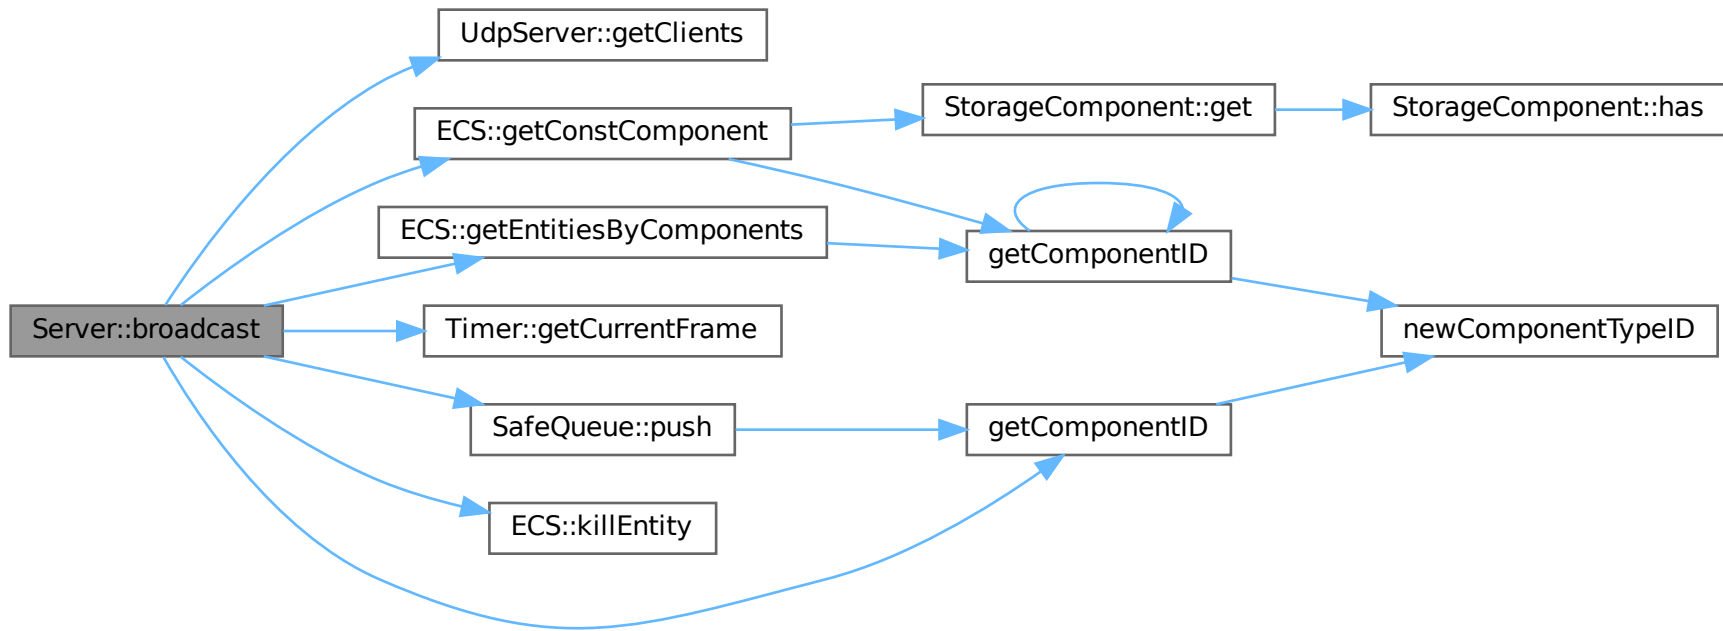 UdpServer::getClients
StorageComponent::get
StorageComponent::has
ECS::getConstComponent
ECS::getEntitiesByComponents
getComponentID
Server::broadcast
Timer::getCurrentFrame
newComponentTypeID
SafeQueue::push
getComponentID
ECS::killEntity